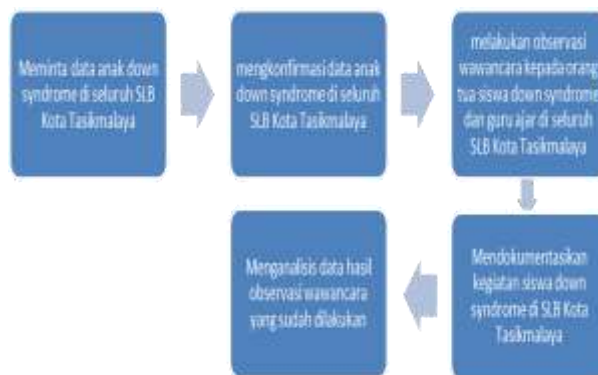 Meminta data anak down
syndrome di seluruh SLB
Kota Tasikmalaya
mengkonfirmasi data anak
down syndrome di seluruh
SLB Kota Tasikmalaya
melakukan observasi
wawancara kepada orang
tua siswa down syndrome
dan guru ajar di seluruh
SLB Kota Tasikmalaya
Mendokumentasikan
kegiatan siswa down
syndrome di SLB Kota
Tasikmalaya
Menganalisis data hasil
observasi wawancara
yang sudah dilakukan